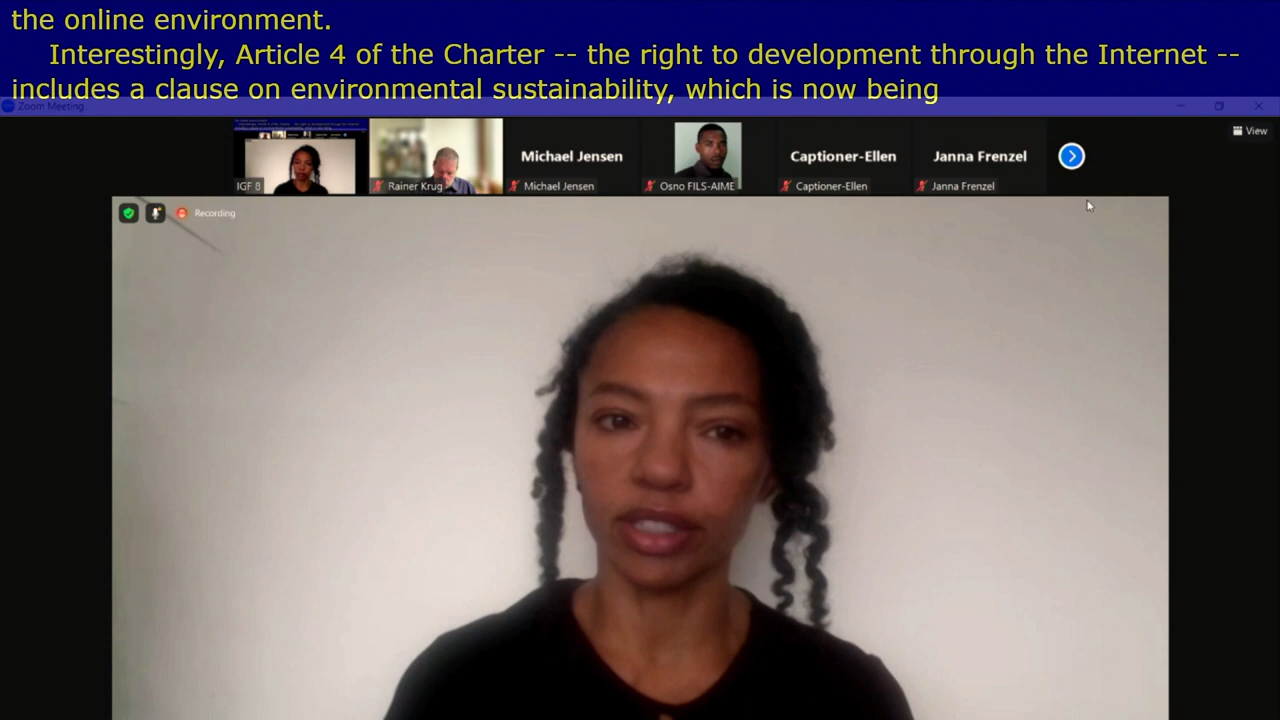 the online environment.
Interestingly, Article 4 of the Charter -- the right to development through the Internet --
includes a clause on environmental sustainability, which is now being
Zoom Meeting
View
Michael Jensen
Captioner-Ellen
Janna Frenzel
IGF 8
Rainer Krug
Michael Jensen
Osno FILS-AIME
Captioner-Ellen
Janna Frenzel
Recording